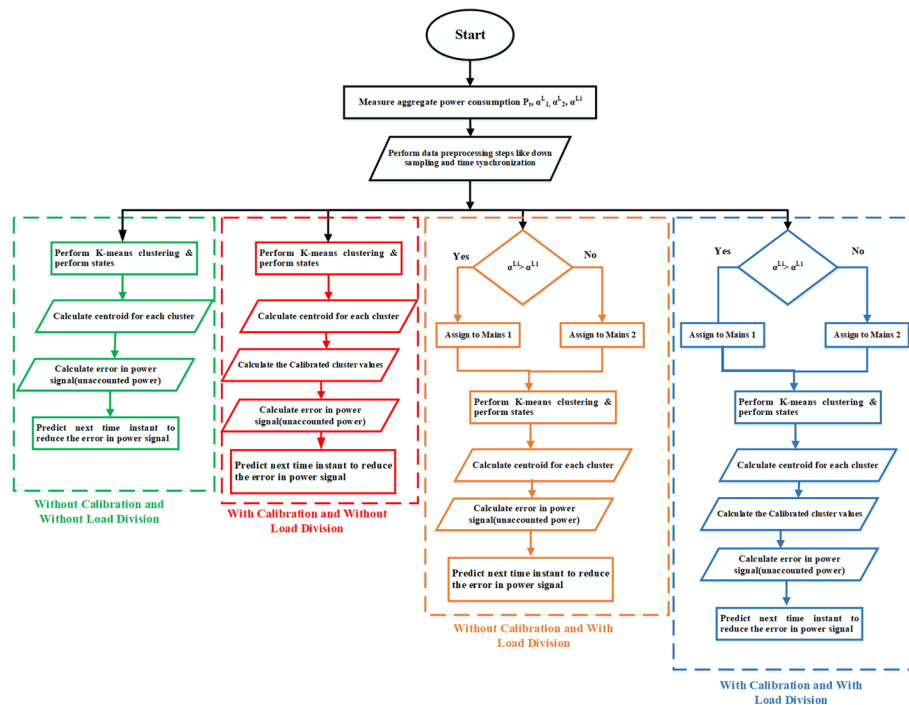 Start
Measure aggregate power consumption Pₜ, αᴸ₁, αᴸ₂, αᴸⁱ
Perform data preprocessing steps like down
sampling and time synchronization
Perform K-means clustering &
perform states
Calculate centroid for each cluster
Calculate error in power
signal(unaccounted power)
Predict next time instant to
reduce the error in power signal
Without Calibration and
Without Load Division
Perform K-means clustering &
perform states
Calculate centroid for each cluster
Calculate the Calibrated cluster values
Calculate error in power
signal(unaccounted power)
Predict next time instant to reduce
the error in power signal
With Calibration and Without
Load Division
Yes
No
αᴸⁱ> αᴸ¹
Assign to Mains 1
Assign to Mains 2
Perform K-means clustering &
perform states
Calculate centroid for each cluster
Calculate error in power
signal(unaccounted power)
Predict next time instant to reduce
the error in power signal
Without Calibration and With
Load Division
Yes
No
αᴸⁱ> αᴸ¹
Assign to Mains 1
Assign to Mains 2
Perform K-means clustering &
perform states
Calculate centroid for each cluster
Calculate the Calibrated cluster values
Calculate error in power
signal(unaccounted power)
Predict next time instant to
reduce the error in power signal
With Calibration and With
Load Division